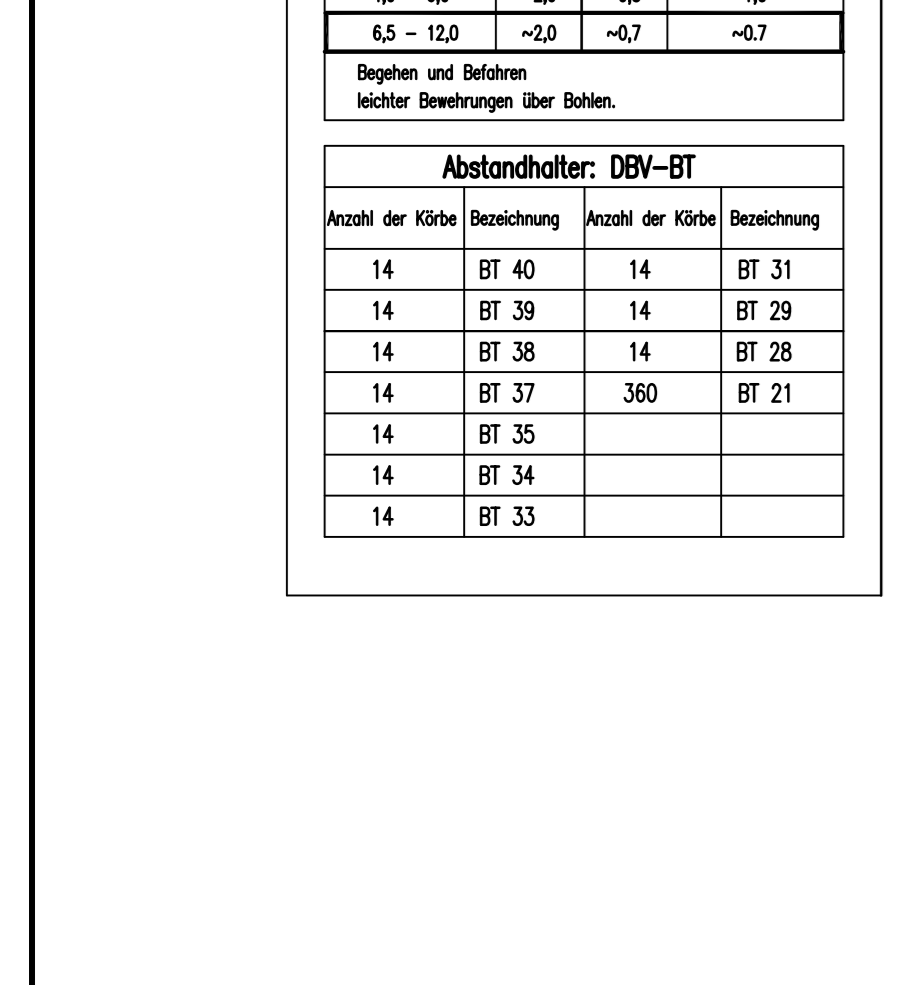 6,5 – 12,0 ~2,0 ~0,7 ~0.7
Begehen und Befahren
leichter Bewehrungen über Bohlen.
Abstandhalter: DBV–BT
Anzahl der Körbe Bezeichnung Anzahl der Körbe Bezeichnung
14 BT 40 14 BT 31
14 BT 39 14 BT 29
14 BT 38 14 BT 28
14 BT 37 360 BT 21
14 BT 35
14 BT 34
14 BT 33